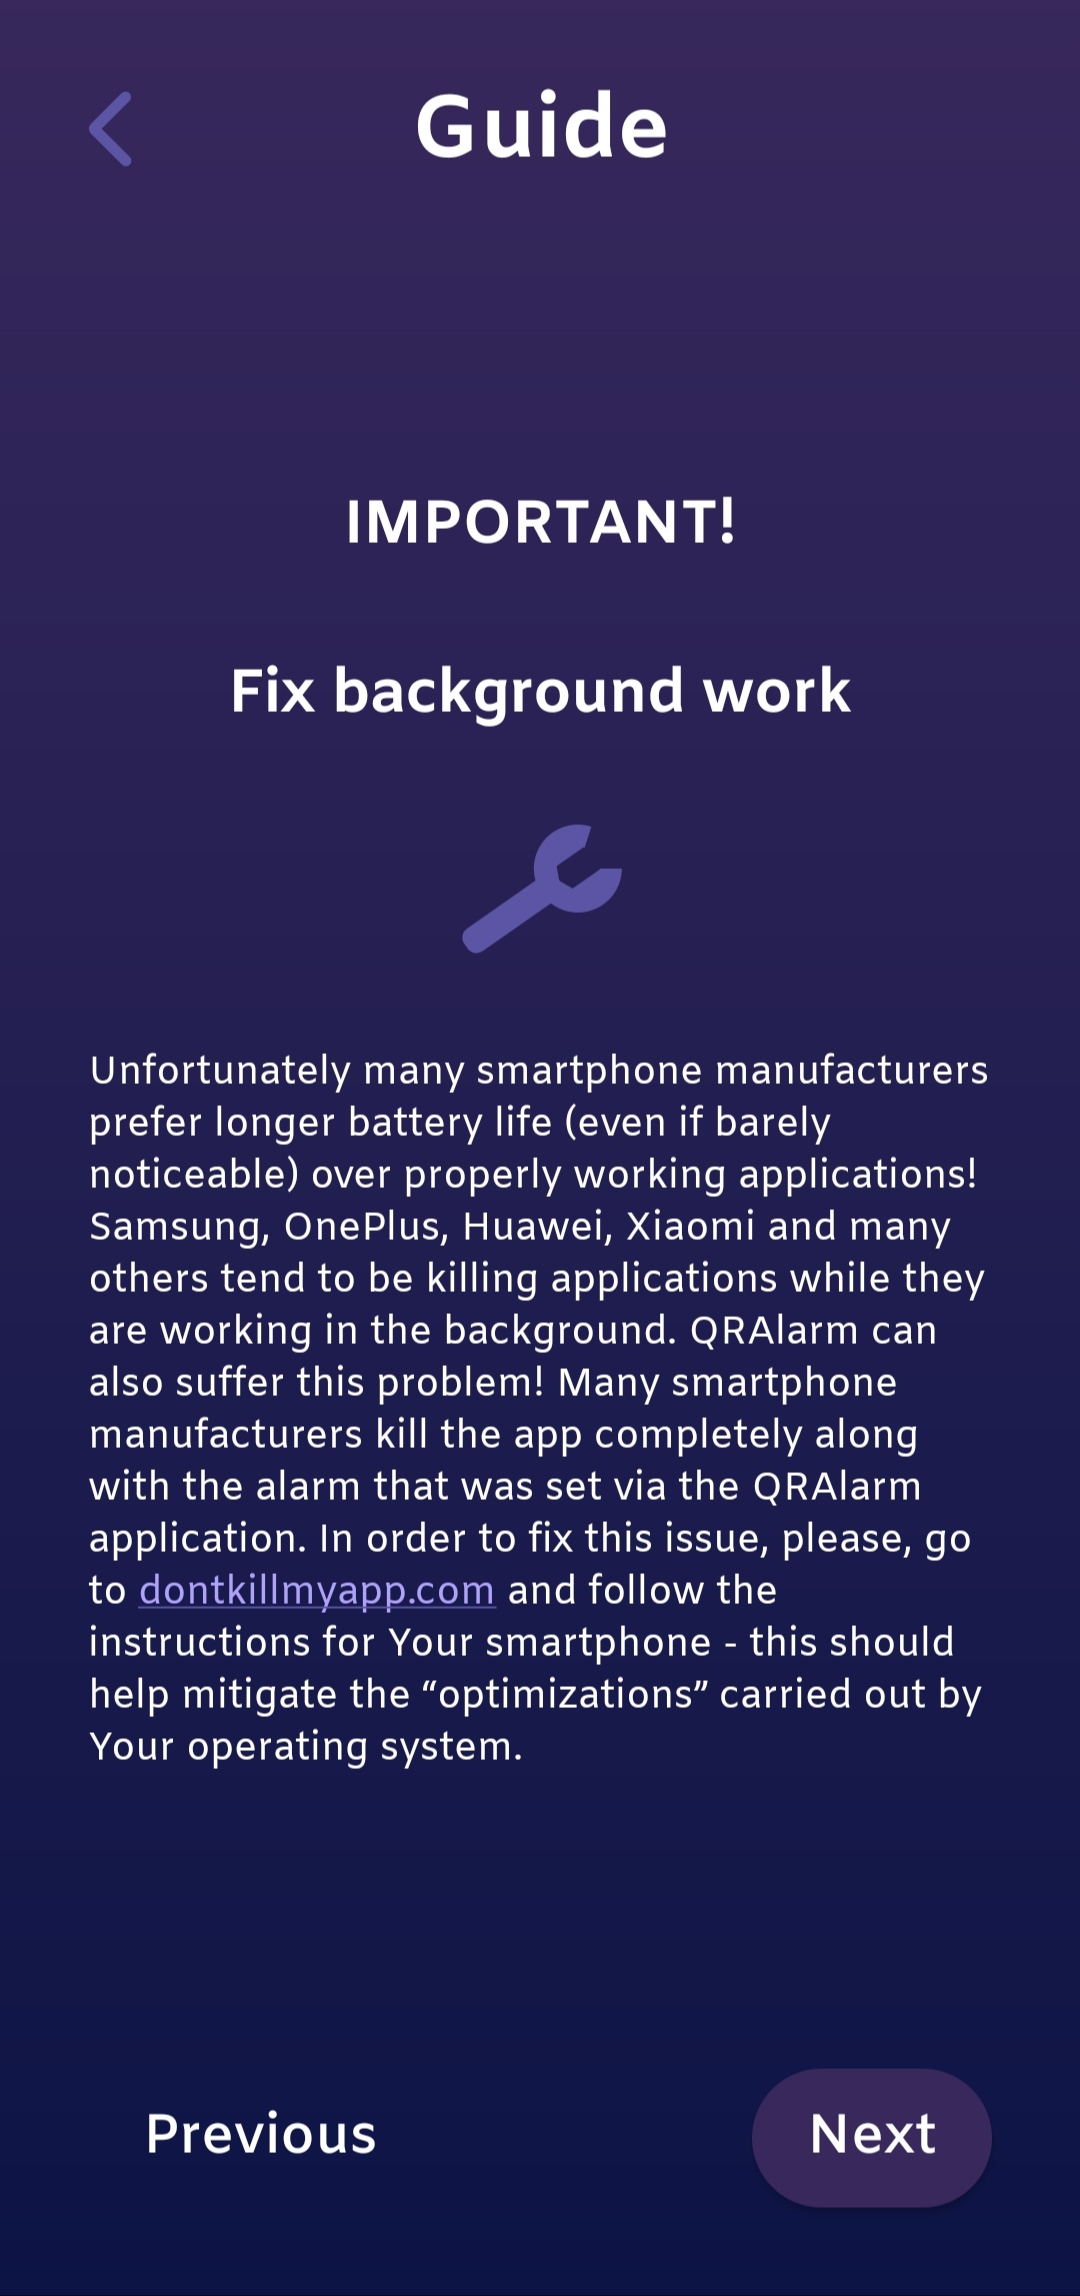 Guide
IMPORTANT!
Fix background work
Unfortunately many smartphone manufacturers
prefer longer battery life (even if barely
noticeable) over properly working applications!
Samsung, OnePlus, Huawei, Xiaomi and many
others tend to be killing applications while they
are working in the background. QRAlarm can
also suffer this problem! Many smartphone
manufacturers kill the app completely along
with the alarm that was set via the QRAlarm
application. In order to fix this issue, please, go
to dontkillmyapp.com and follow the
instructions for Your smartphone - this should
help mitigate the “optimizations” carried out by
Your operating system.
Previous
Next